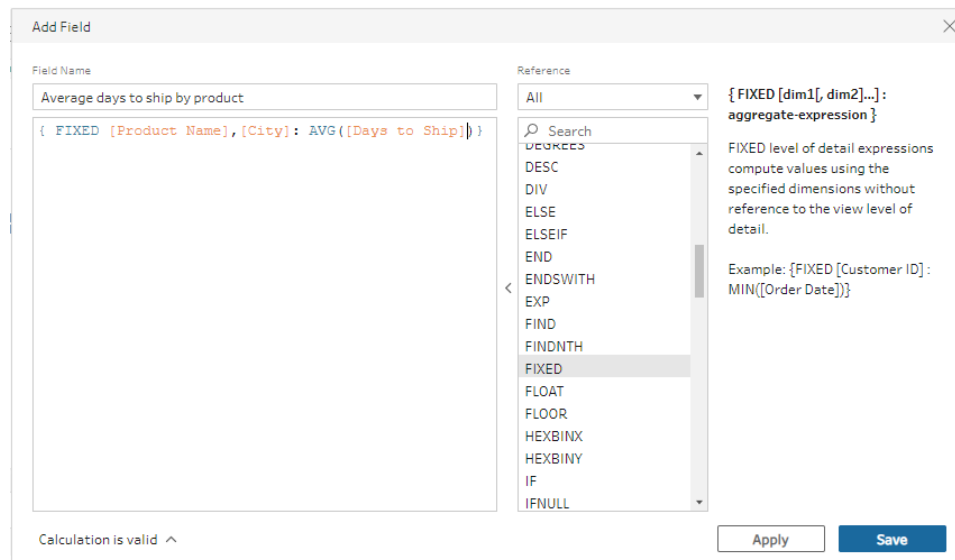 Add Field
Field Name
Average days to ship by product
{ FIXED [Product Name],[City]: AVG([Days to Ship])}
Reference
All
Search
DEGREES
DESC
DIV
ELSE
ELSEIF
END
ENDSWITH
EXP
FIND
FINDNTH
FIXED
FLOAT
FLOOR
HEXBINX
HEXBINY
IF
IFNULL
{ FIXED [dim1[, dim2]...] :
aggregate-expression }
FIXED level of detail expressions
compute values using the
specified dimensions without
reference to the view level of
detail.
Example: {FIXED [Customer ID] :
MIN([Order Date])}
Calculation is valid
Apply
Save